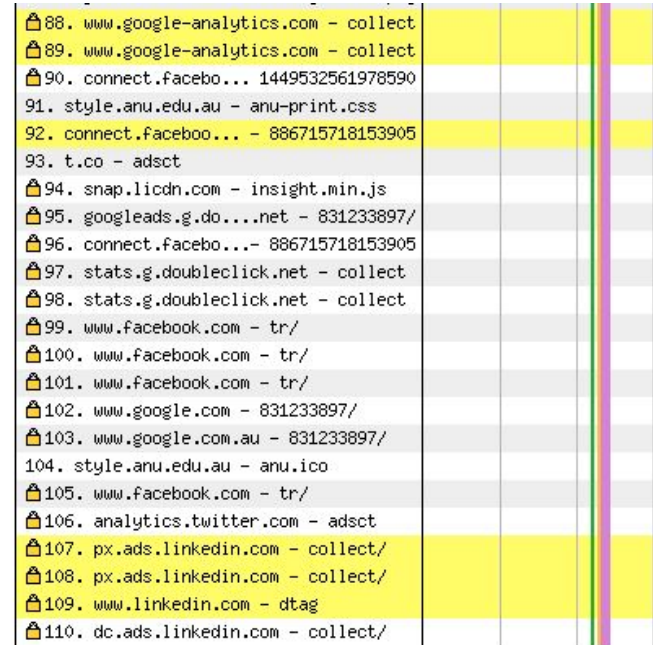 88. www.google-analytics.com - collect
89. www.google-analytics.com - collect
90. connect.facebo... 1449532561978590
91. style.anu.edu.au - anu-print.css
92. connect.faceboo... - 886715718153905
93. t.co - adsct
94. snap.licdn.com - insight.min.js
95. googleads.g.do....net - 831233897/
96. connect.facebo...- 886715718153905
97. stats.g.doubleclick.net - collect
98. stats.g.doubleclick.net - collect
99. www.facebook.com - tr/
100. www.facebook.com - tr/
101. www.facebook.com - tr/
102. www.google.com - 831233897/
103. www.google.com.au - 831233897/
104. style.anu.edu.au - anu.ico
105. www.facebook.com - tr/
106. analytics.twitter.com - adsct
107. px.ads.linkedin.com - collect/
108. px.ads.linkedin.com - collect/
109. www.linkedin.com - dtag
110. dc.ads.linkedin.com - collect/